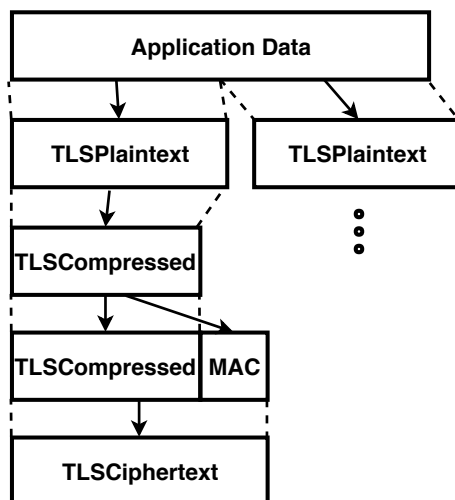 Application Data
TLSPlaintext
TLSPlaintext
TLSCompressed
TLSCompressed
MAC
TLSCiphertext